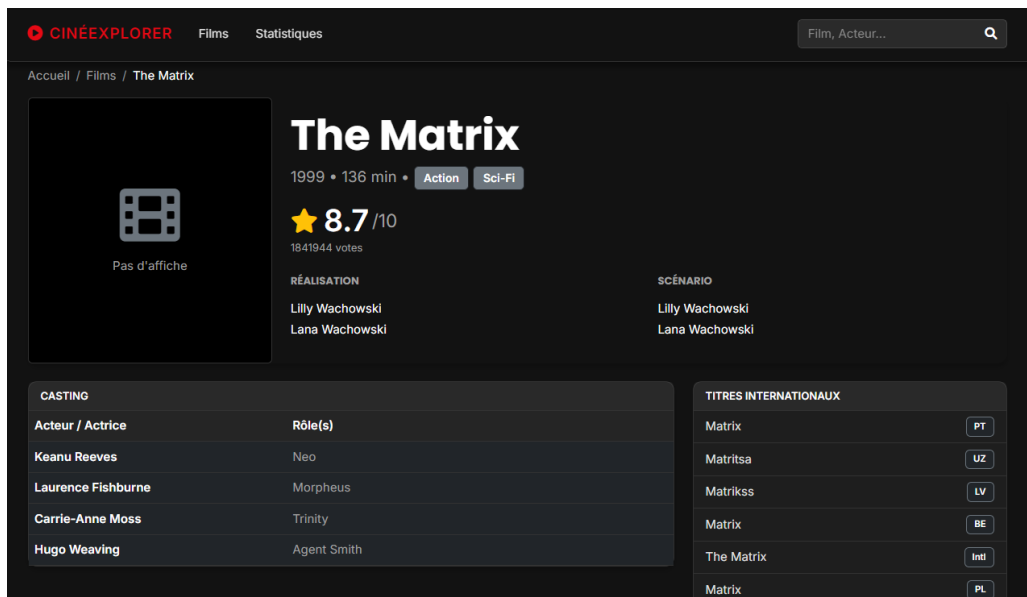 CINÉEXPLORER Films Statistiques Film, Acteur...
Accueil / Films / The Matrix
Pas d'affiche
The Matrix
1999 • 136 min • Action Sci-Fi
8.7/10
1841944 votes
RÉALISATION
Lilly Wachowski
Lana Wachowski
SCÉNARIO
Lilly Wachowski
Lana Wachowski
CASTING
Acteur / Actrice Rôle(s)
Keanu Reeves Neo
Laurence Fishburne Morpheus
Carrie-Anne Moss Trinity
Hugo Weaving Agent Smith
TITRES INTERNATIONAUX
Matrix PT
Matritsa UZ
Matrikss LV
Matrix BE
The Matrix Intl
Matrix PL